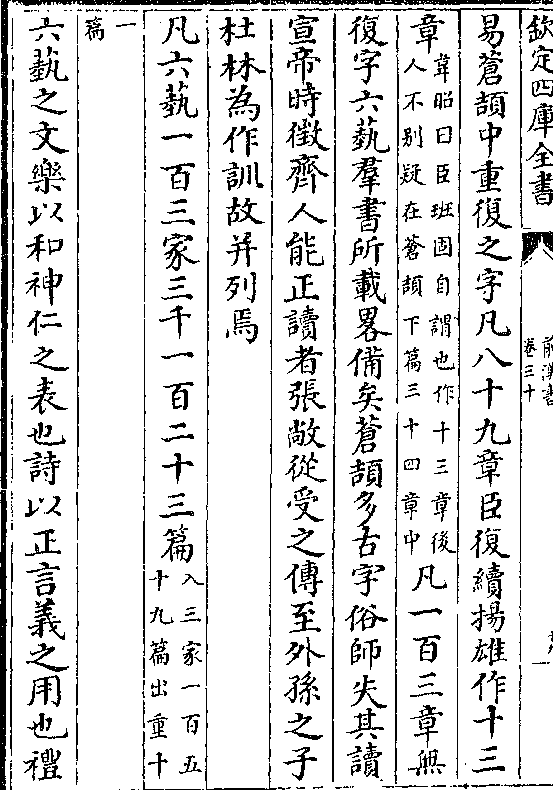 欽定四庫全書
前漢書
卷三十
易蒼頡中重復之字凡八十九章臣復續揚雄作十三
章韋昭曰臣班固自謂也作十三章後人不别疑在蒼頡下篇三十四章中凡一百三章無
復字六藝羣書所載畧備矣蒼頡多古字俗師失其讀
宣帝時徴齊人能正讀者張敞從受之傳至外孫之子
杜林為作訓故并列焉
凡六藝一百三家三千一百二十三篇入三家一百五十九篇出重十
一篇
六藝之文樂以和神仁之表也詩以正言義之用也禮